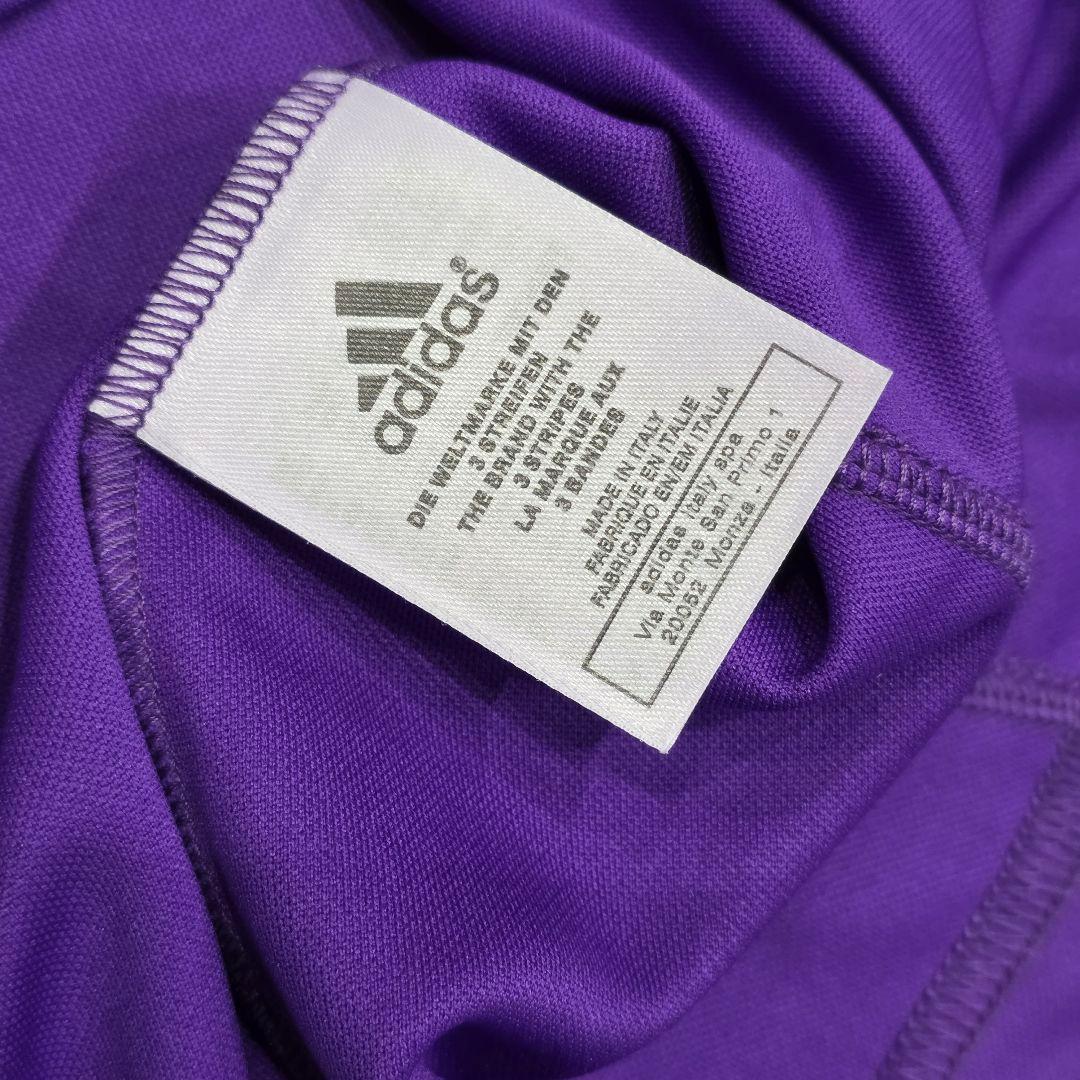 adidas®
DIE WELTMARKE MIT DEN
3 STREIFEN
THE BRAND WITH THE
3 STRIPES
LA MARQUE AUX
3 BANDES
MADE IN ITALY
FABRIQUE EN ITALIE
FABRICADO EN/EM ITALIA
adidas Italy spa
Via Monte San Primo 1
20052 Monza - Italia